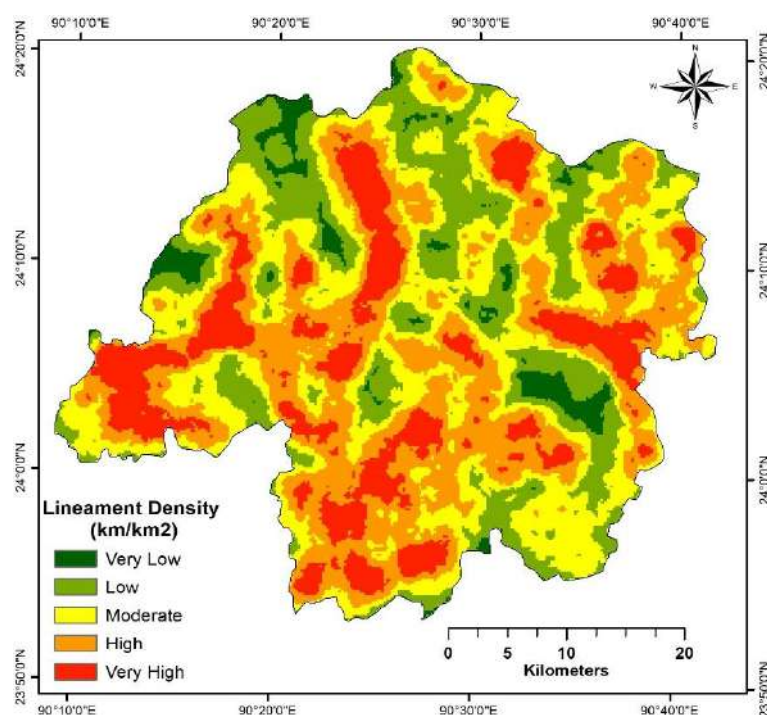 90°10'0"E 90°20'0"E 90°30'0"E 90°40'0"E
24°20'0"N 24°20'0"N
N
W E
S
24°10'0"N 24°10'0"N
24°0'0"N 24°0'0"N
Lineament Density
(km/km2)
Very Low
Low
Moderate
High
Very High
0 5 10 20
Kilometers
23°50'0"N 23°50'0"N
90°10'0"E 90°20'0"E 90°30'0"E 90°40'0"E